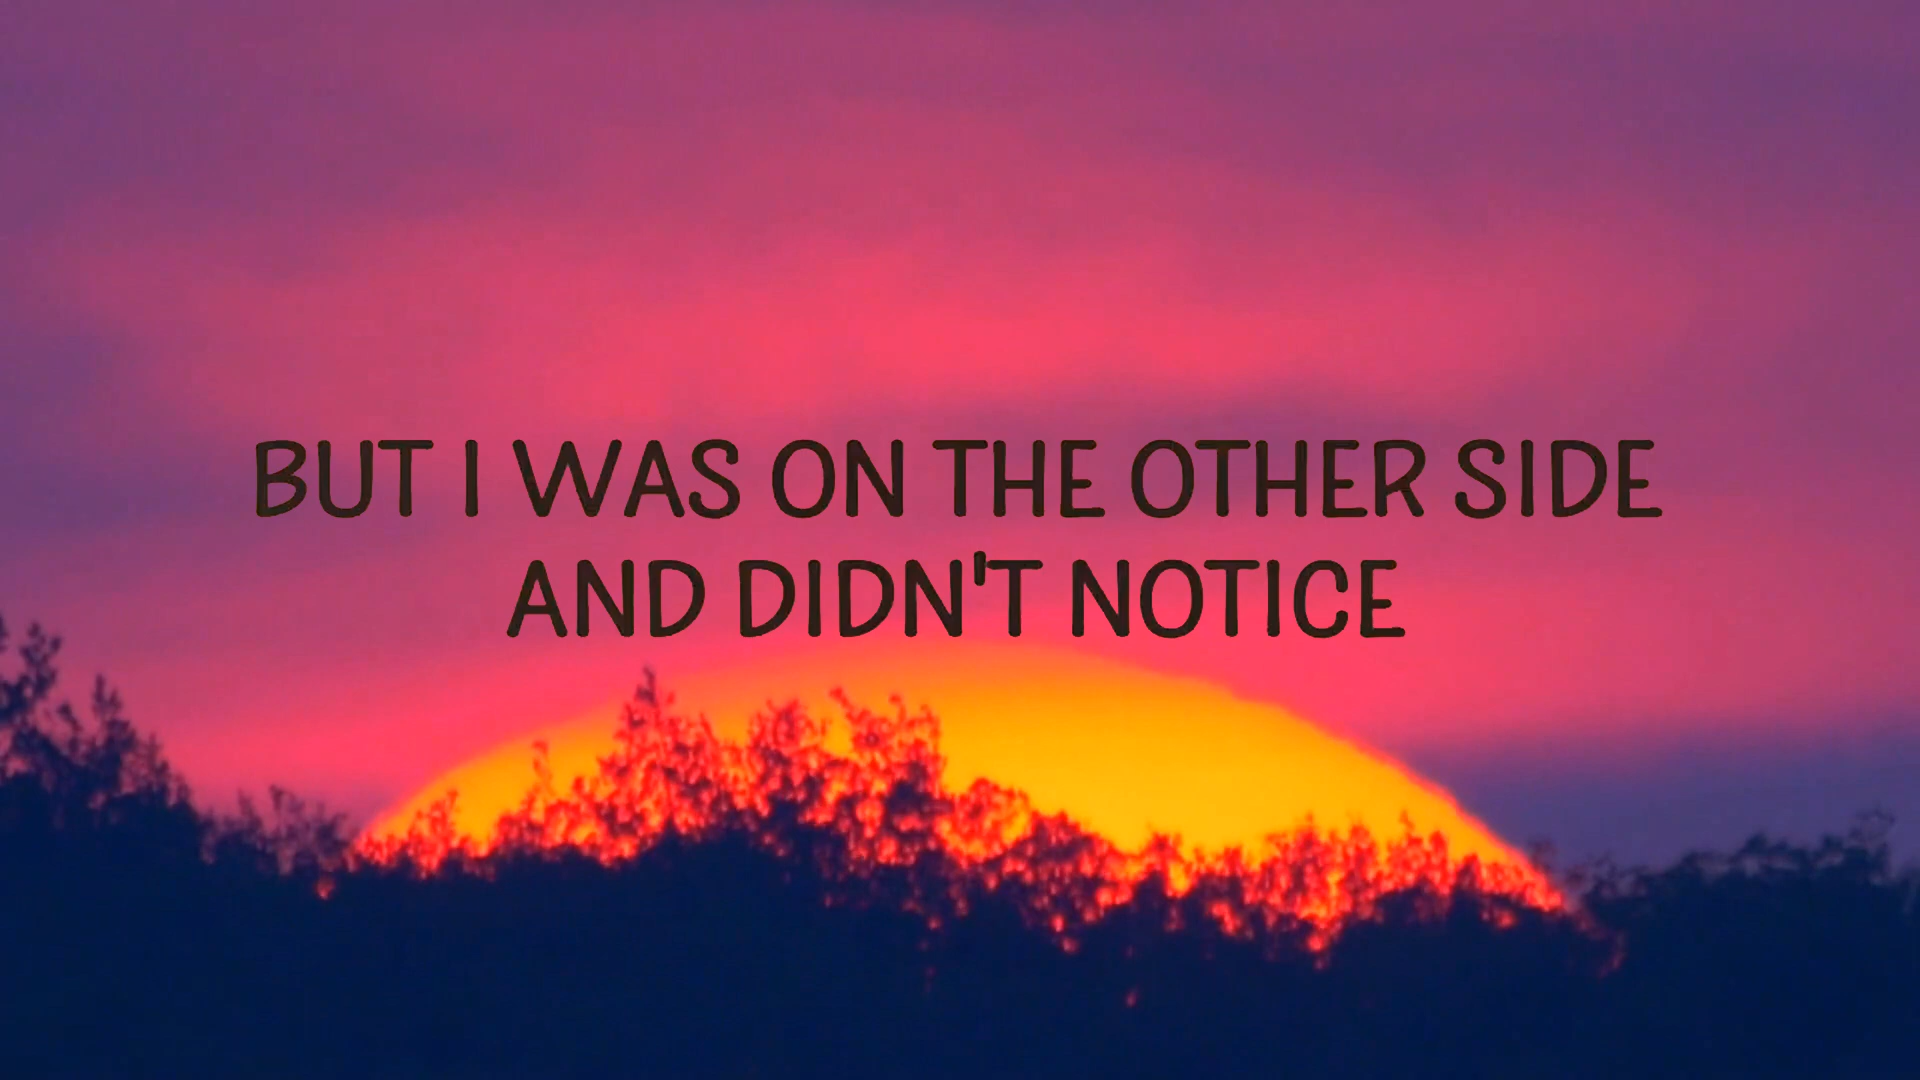 BUT I WAS ON THE OTHER SIDE
AND DIDN'T NOTICE